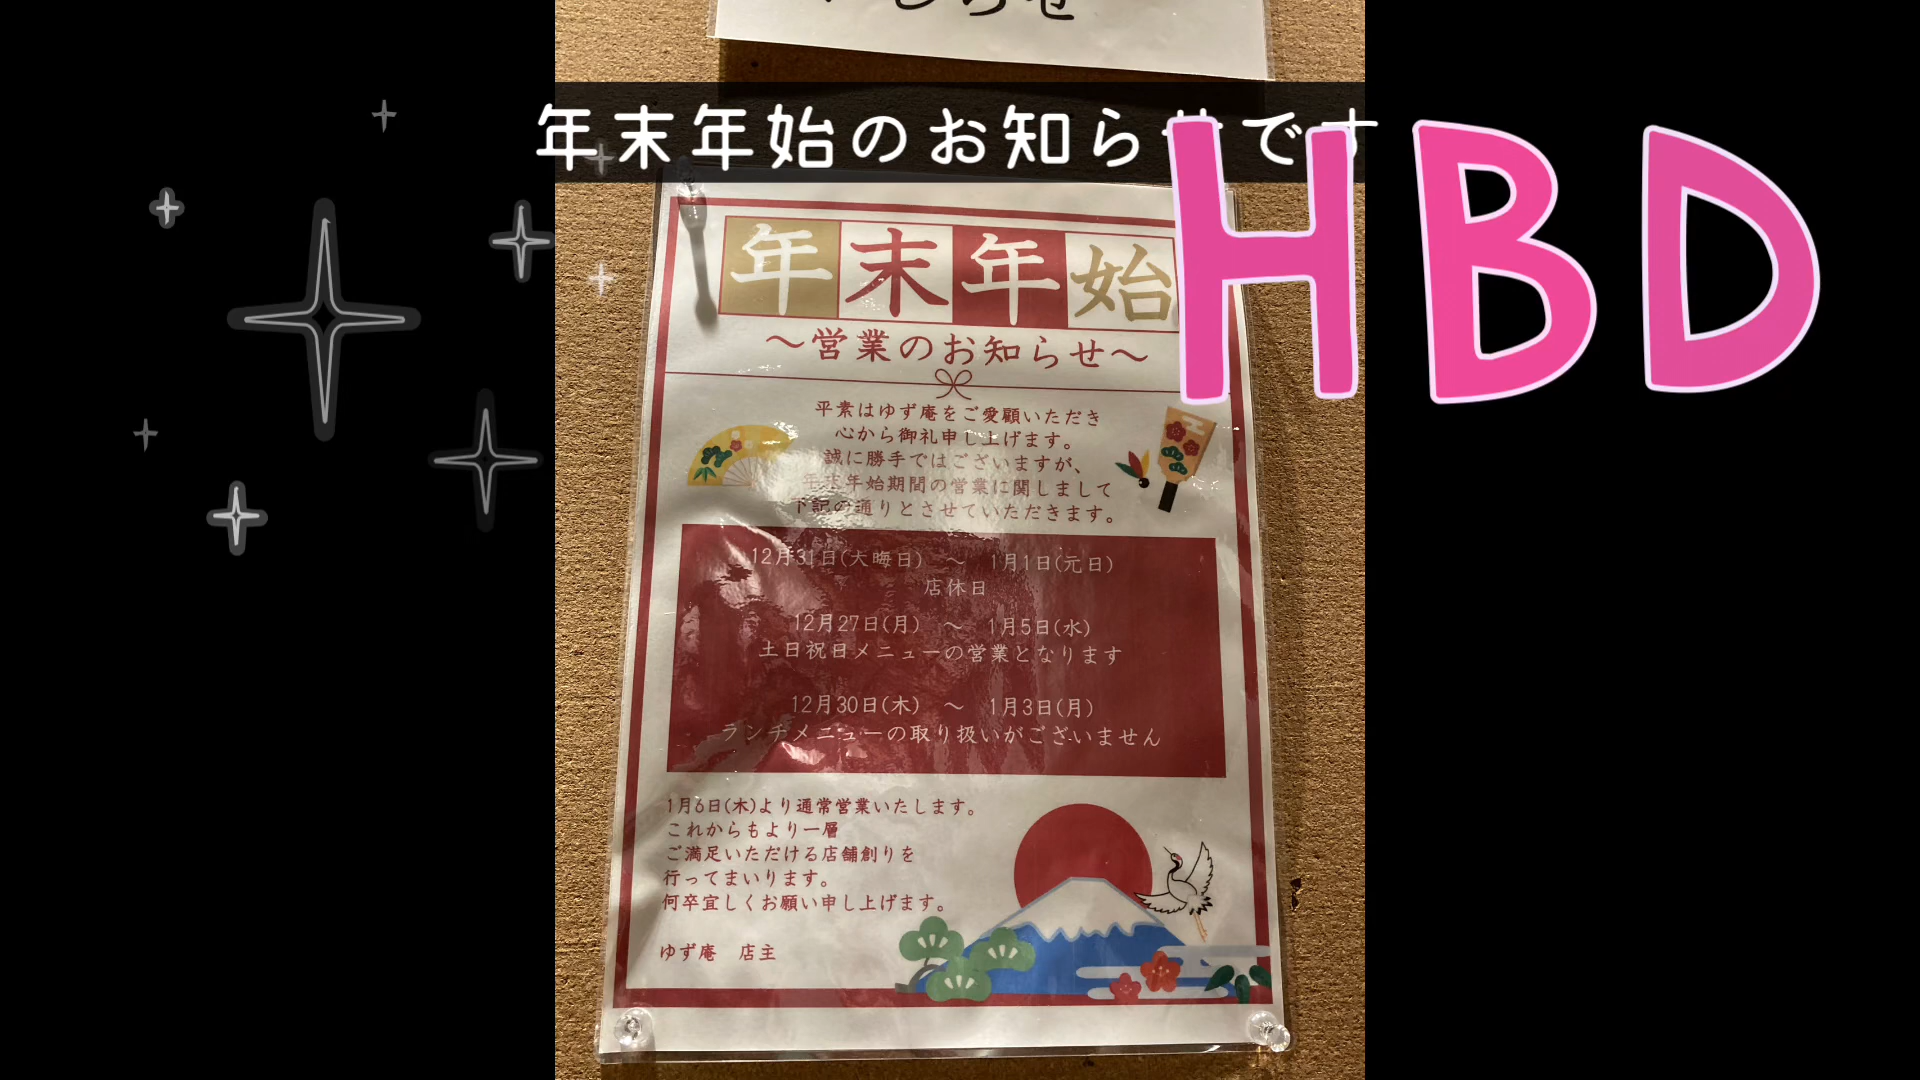 年末年始のお知らせです
HBD
年末年始
〜営業のお知らせ〜
平素はゆず庵をご愛顧いただき
心から御礼申し上げます。
誠に勝手ではございますが、
年末年始期間の営業に関しまして
下記の通りとさせていただきます。
12月31日(大晦日) 〜 1月1日(元日)
店休日
12月27日(月) 〜 1月5日(水)
土日祝日メニューの営業となります
12月30日(木) 〜 1月3日(月)
ランチメニューの取り扱いがございません
1月6日(木)より通常営業いたします。
これからもより一層
ご満足いただける店舗創りを
行ってまいります。
何卒宜しくお願い申し上げます。
ゆず庵 店主